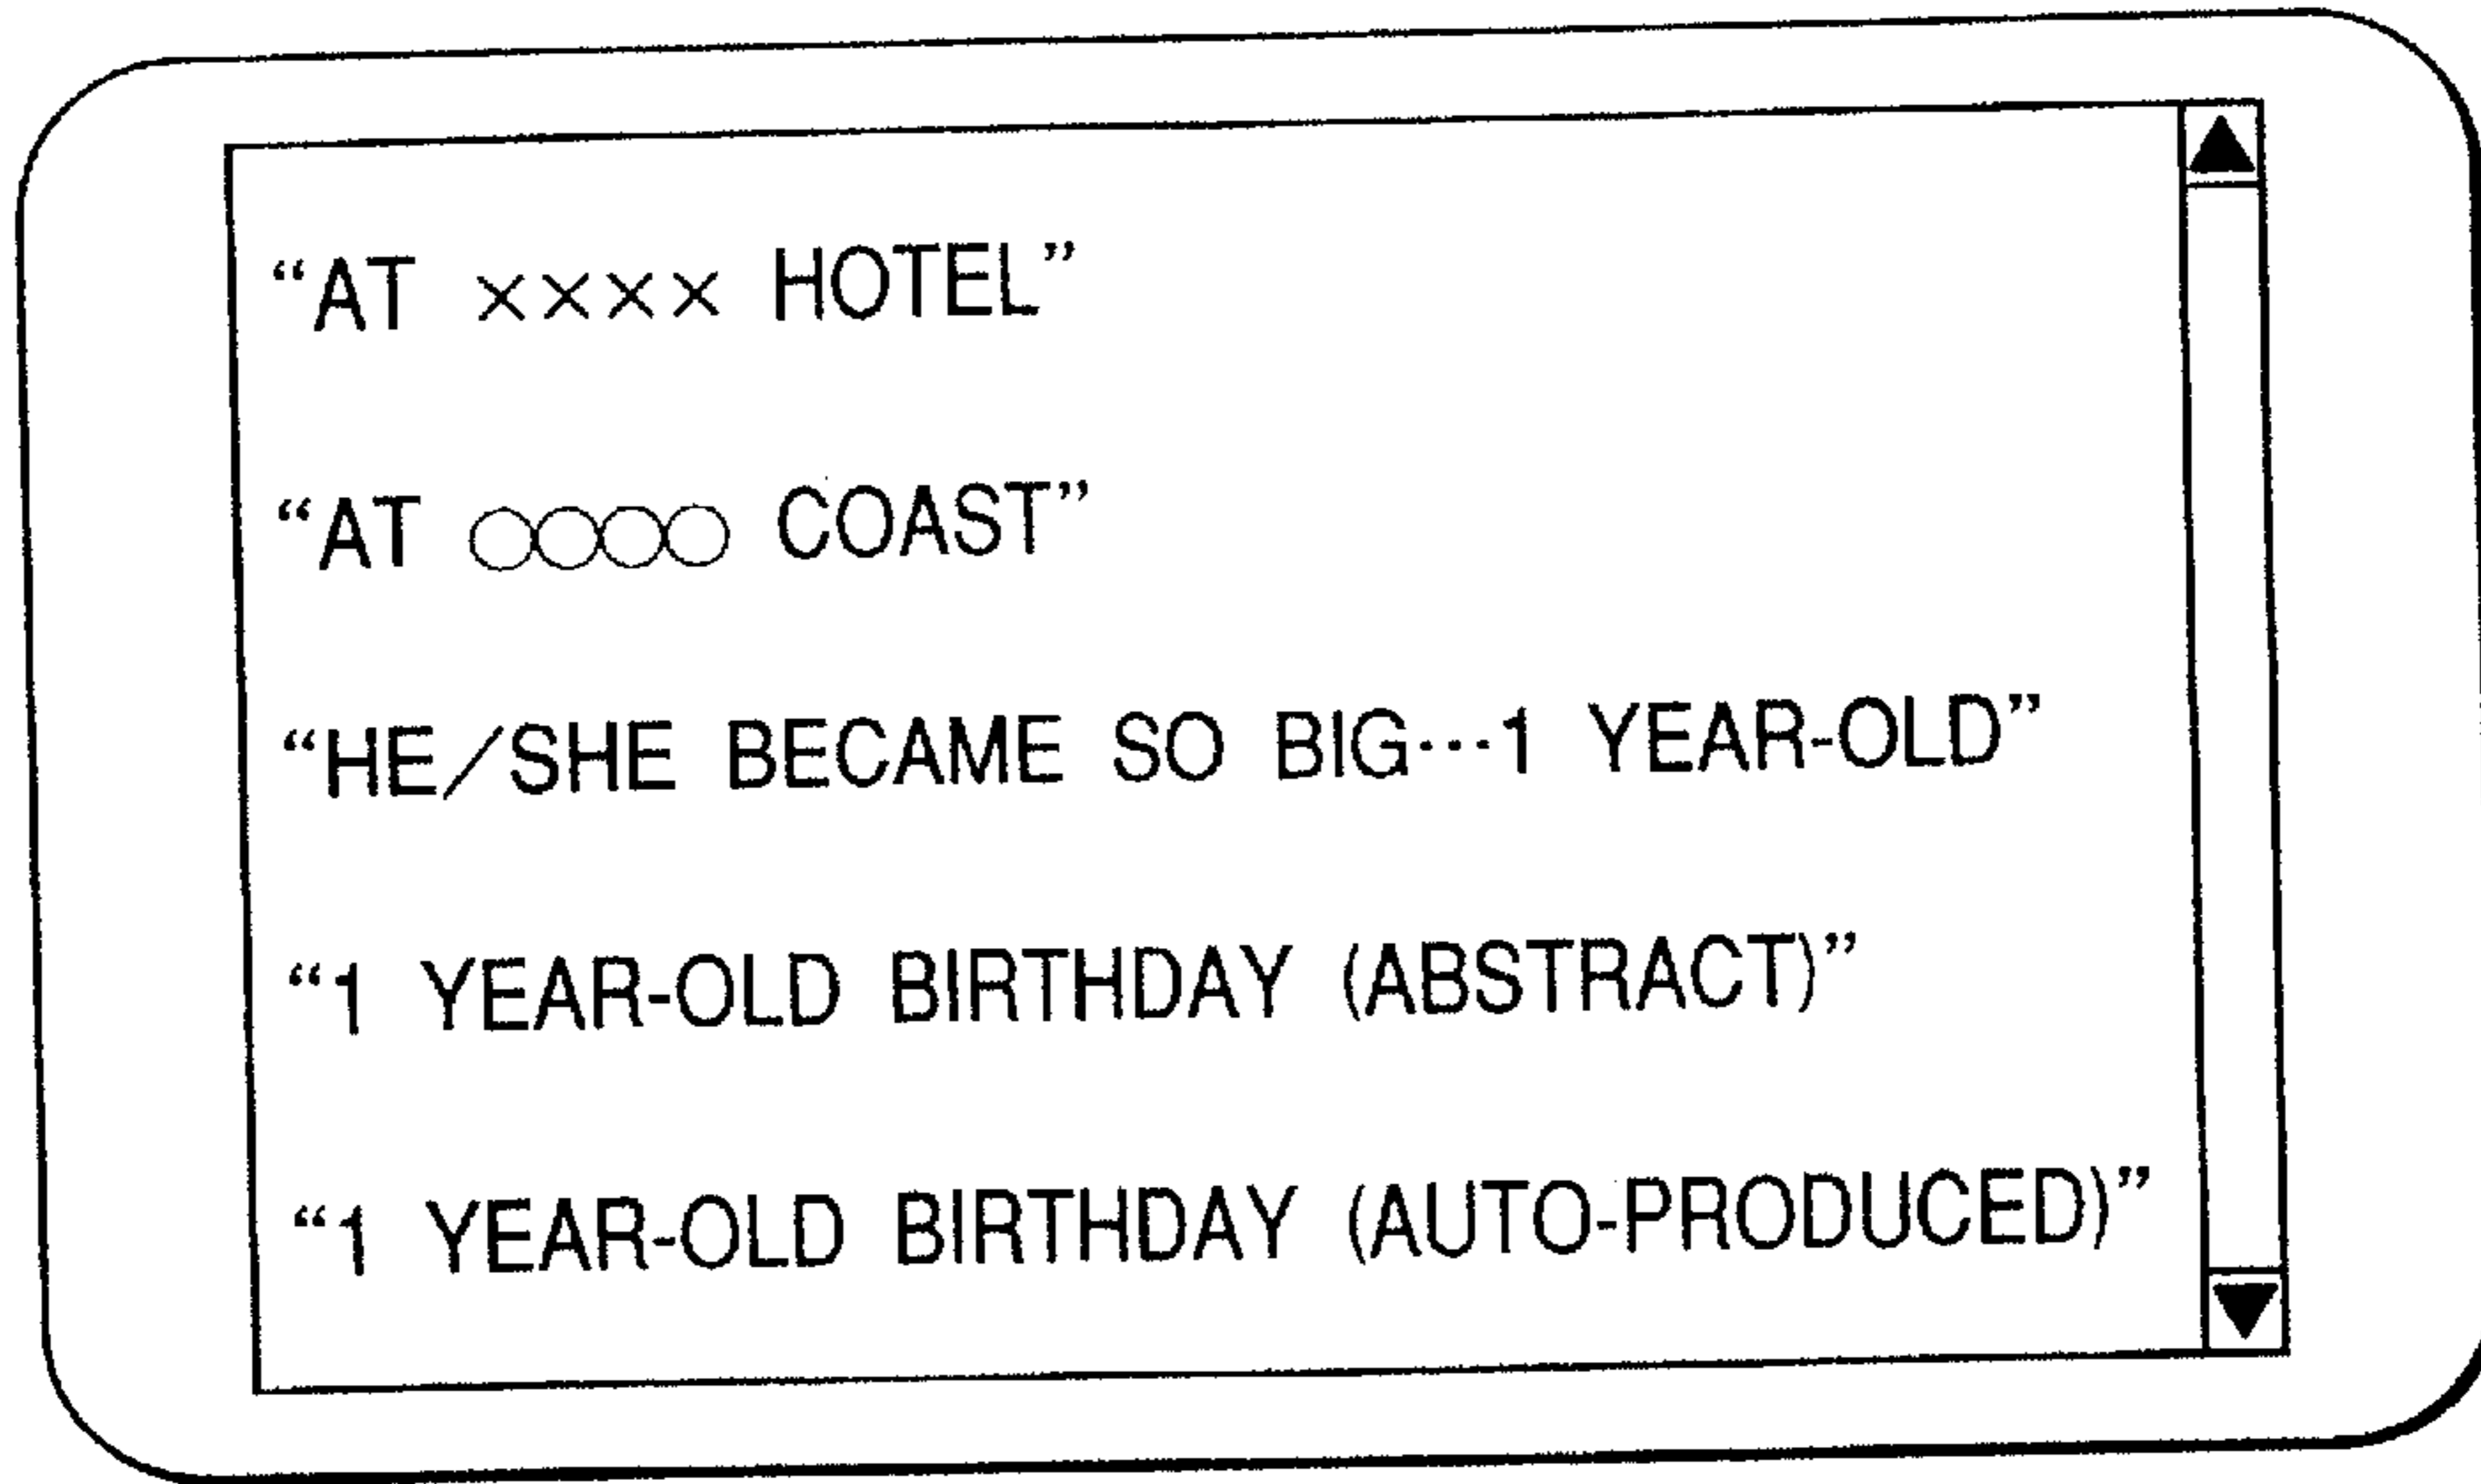 “AT ×××× HOTEL”
“AT ○○○○ COAST”
“HE/SHE BECAME SO BIG···1 YEAR-OLD”
“1 YEAR-OLD BIRTHDAY (ABSTRACT)”
“1 YEAR-OLD BIRTHDAY (AUTO-PRODUCED)”